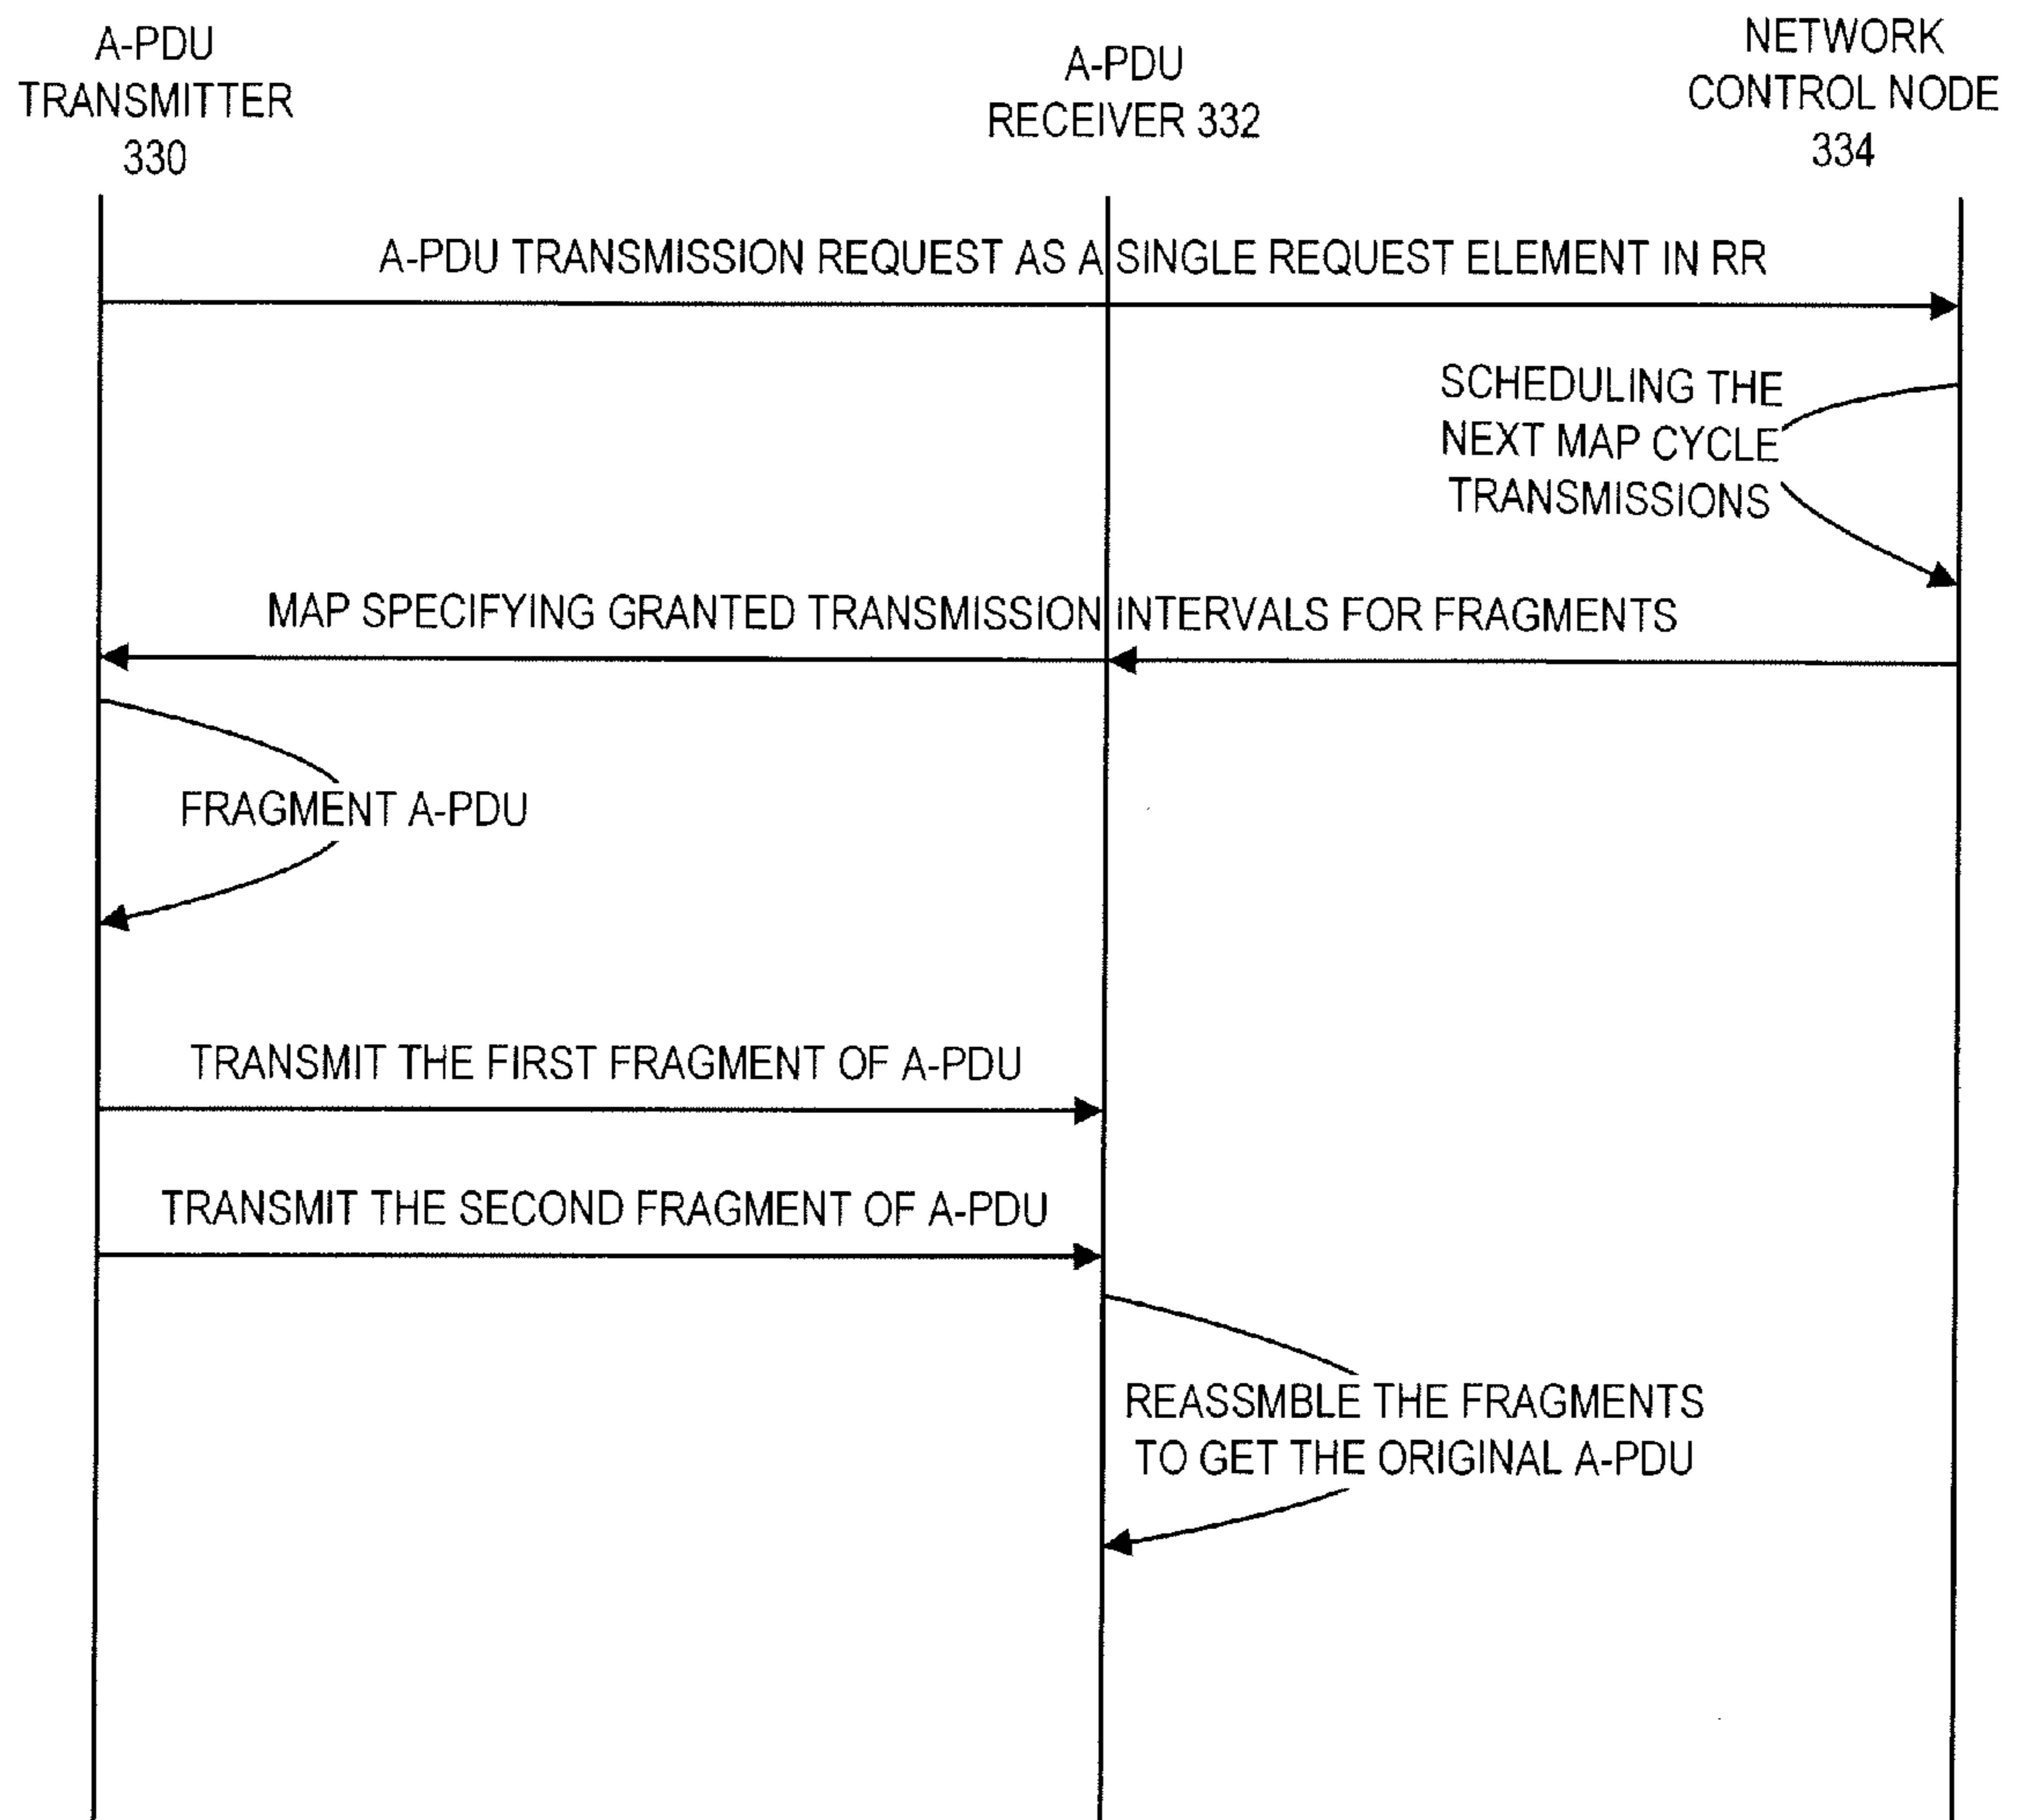 A-PDU
TRANSMITTER
330
A-PDU
RECEIVER 332
NETWORK
CONTROL NODE
334
A-PDU TRANSMISSION REQUEST AS A SINGLE REQUEST ELEMENT IN RR
SCHEDULING THE
NEXT MAP CYCLE
TRANSMISSIONS
MAP SPECIFYING GRANTED TRANSMISSION INTERVALS FOR FRAGMENTS
FRAGMENT A-PDU
TRANSMIT THE FIRST FRAGMENT OF A-PDU
TRANSMIT THE SECOND FRAGMENT OF A-PDU
REASSMBLE THE FRAGMENTS
TO GET THE ORIGINAL A-PDU